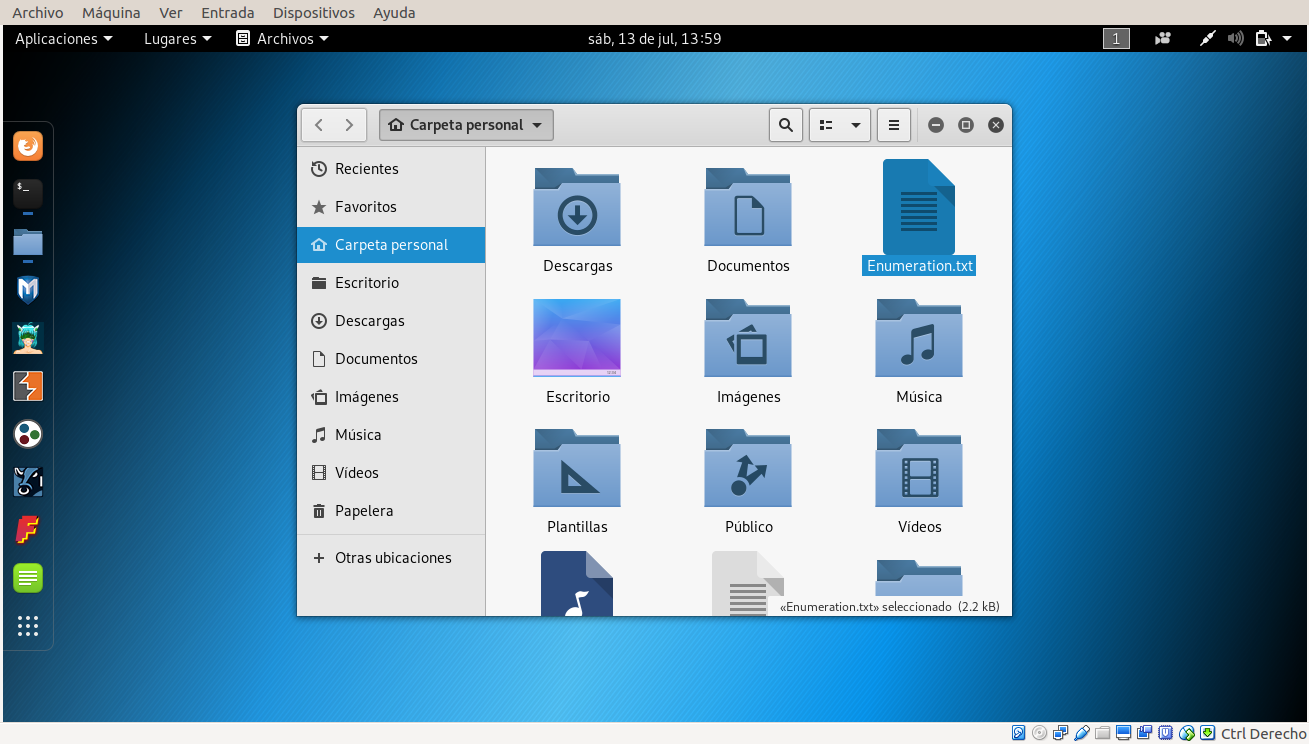 Archivo Máquina Ver Entrada Dispositivos Ayuda
Aplicaciones Lugares Archivos sáb, 13 de jul, 13:59 1
Carpeta personal
Recientes
Favoritos
Carpeta personal
Escritorio
Descargas
Documentos
Imágenes
Música
Vídeos
Papelera
Otras ubicaciones
Descargas Documentos Enumeration.txt
Escritorio Imágenes Música
Plantillas Público Vídeos
«Enumeration.txt» seleccionado (2.2 kB)
Ctrl Derecho